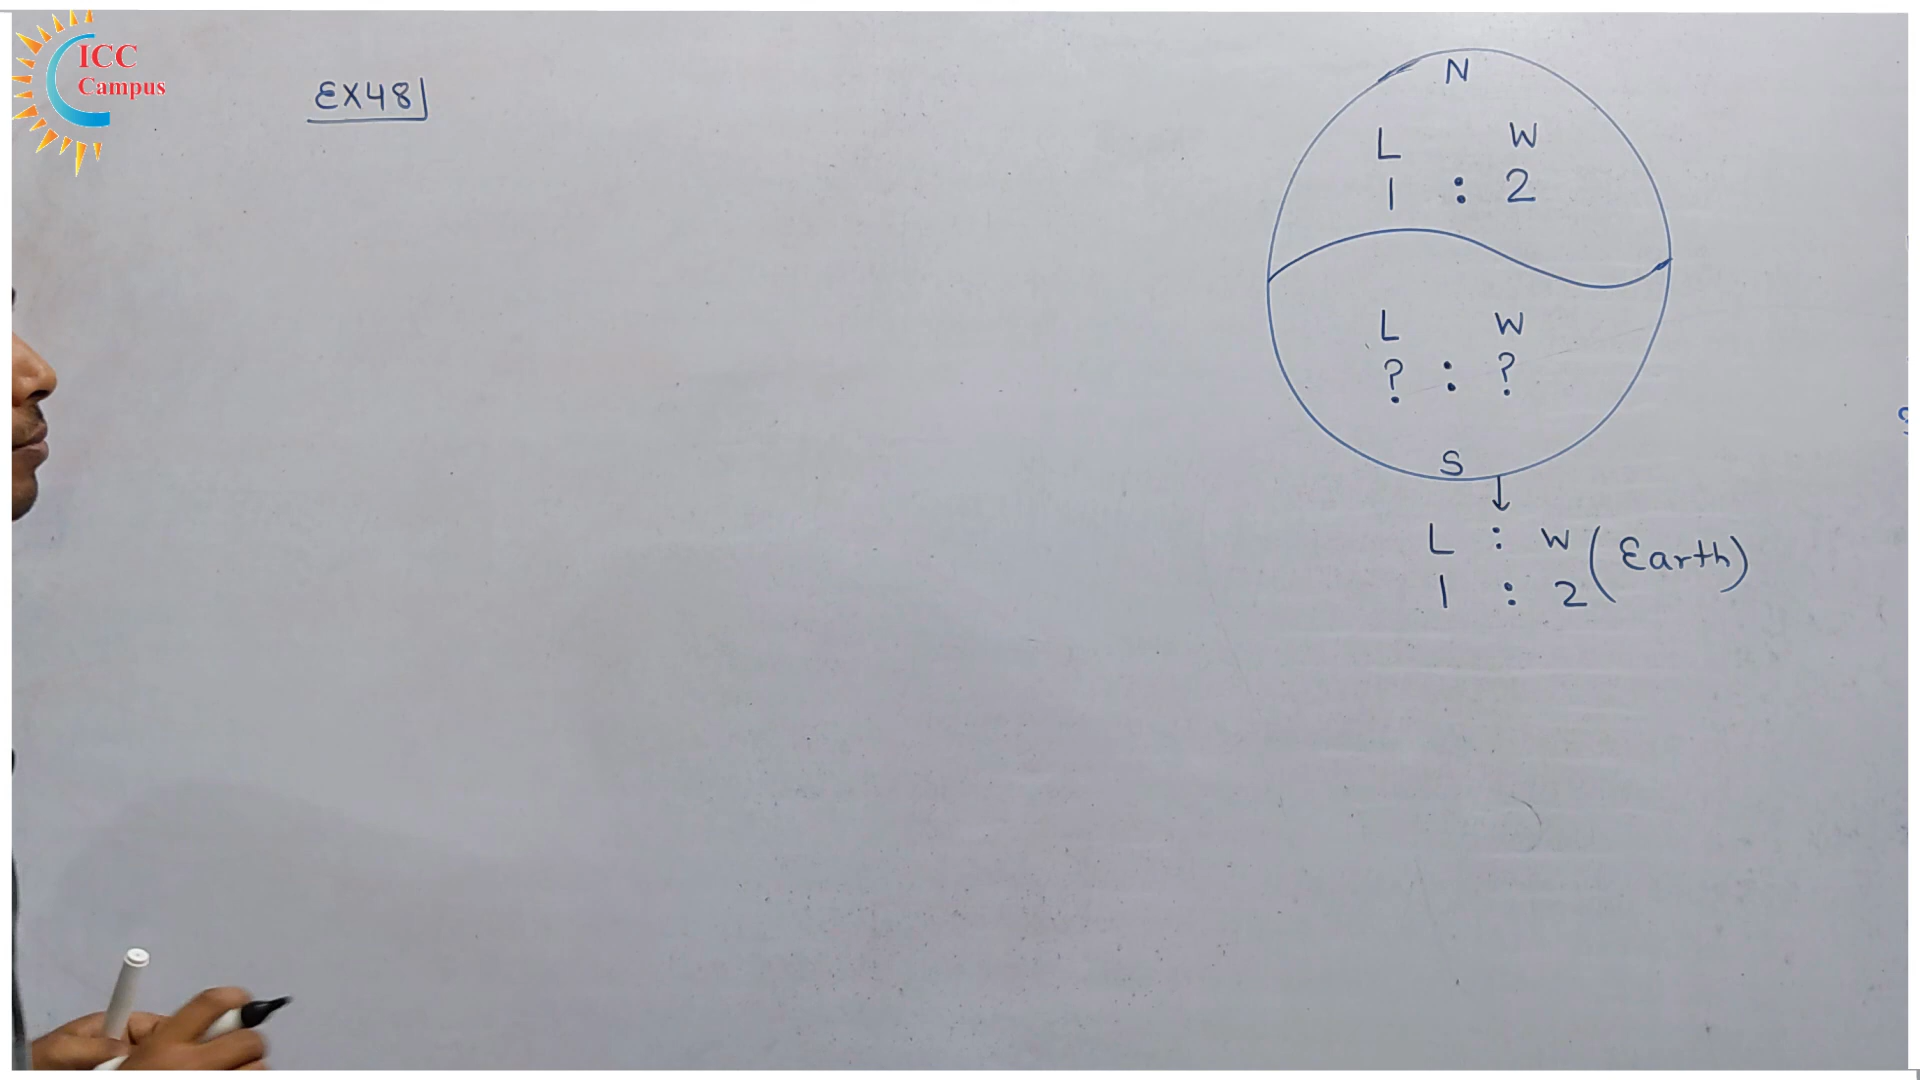 ICC
Campus
EX48
N
L W
1 : 2
L W
? : ?
S
L : W (Earth)
1 : 2